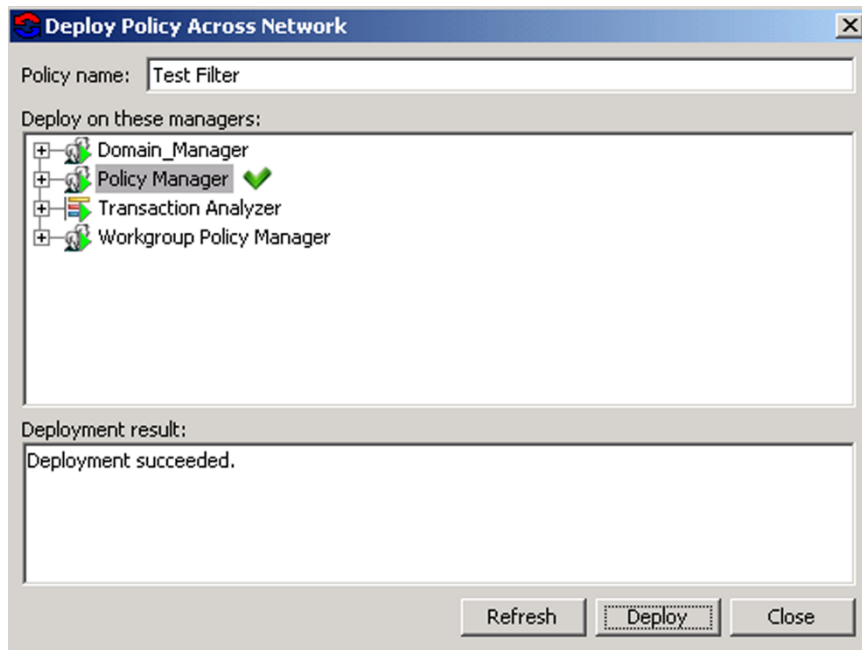 Deploy Policy Across Network
Policy name: Test Filter
Deploy on these managers:
Domain_Manager
Policy Manager
Transaction Analyzer
Workgroup Policy Manager
Deployment result:
Deployment succeeded.
Refresh Deploy Close